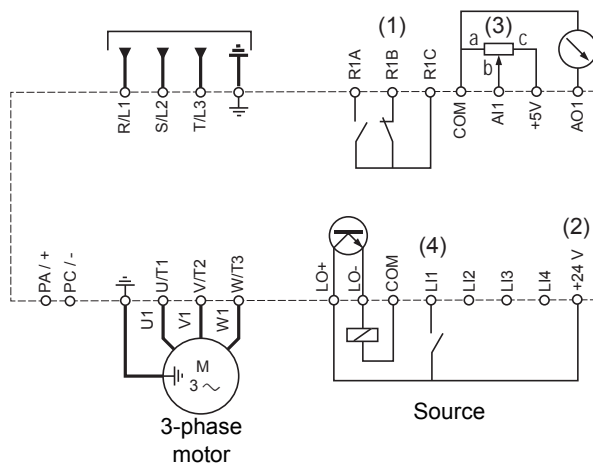 (1)
(3)
a
c
b
R1A
R1B
R1C
COM
AI1
+5V
AO1
R/L1
S/L2
T/L3
PA / +
PC / -
U/T1
V/T2
W/T3
U1
V1
W1
M
3 ~
3-phase
motor
(2)
(4)
LO+
LO-
COM
LI1
LI2
LI3
LI4
+24 V
Source